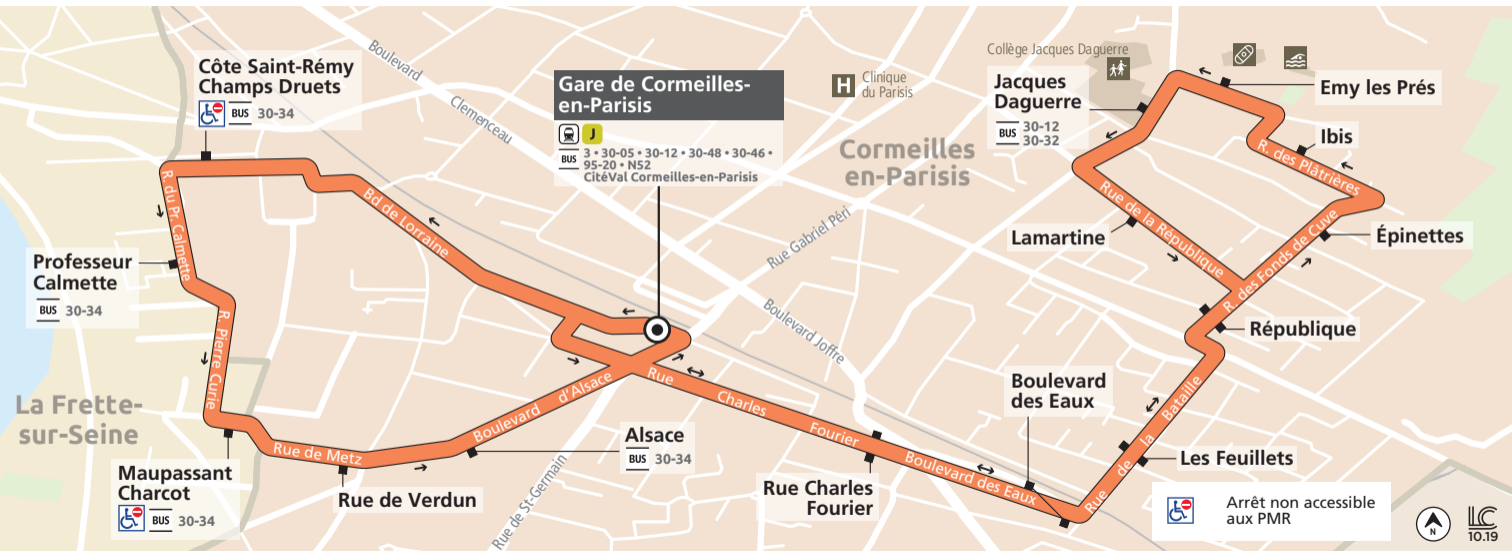 Boulevard
Clemenceau
Côte Saint-Rémy
Champs Druets
BUS 30-34
Gare de Cormeilles-
en-Parisis
J
BUS 3 • 30-05 • 30-12 • 30-48 • 30-46 •
95-20 • N52
CitéVal Cormeilles-en-Parisis
H Clinique
du Parisis
Collège Jacques Daguerre
Jacques
Daguerre
BUS 30-12
30-32
Emy les Prés
Ibis
R. des Plâtrières
Cormeilles
en-Parisis
R. du Pr. Calmette
Bd de Lorraine
Rue Gabriel Péri
Rue de la République
Lamartine
R. des Fonds de Cuve
Épinettes
Professeur
Calmette
BUS 30-34
R. Pierre Curie
Boulevard Joffre
République
La Frette-
sur-Seine
Rue Charles Fourier
Boulevard d'Alsace
Boulevard
des Eaux
Rue de la Bataille
Rue de Metz
Alsace
BUS 30-34
Boulevard des Eaux
Les Feuillets
Maupassant
Charcot
BUS 30-34
Rue de Verdun
Rue de St-Germain
Rue Charles
Fourier
Arrêt non accessible
aux PMR
N
LC
10.19